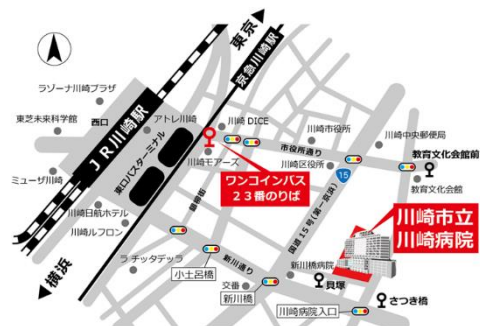 東京
京急川崎駅
ラゾーナ川崎プラザ
東芝未来科学館
西口
アトレ川崎
JR川崎駅
川崎 DICE
川崎市役所
川崎中央郵便局
市役所通り
教育文化会館前
川崎モアーズ
川崎区役所
東口バスターミナル
ワンコインバス
23番のりば
15
教育文化会館
ミューザ川崎
銀柳街
川崎日航ホテル
川崎ルフロン
国道15号(第一京浜)
川崎市立
川崎病院
横浜
ラ チッタデッラ
小土呂橋
新川通り
新川橋病院
交番
新川橋
貝塚
さつき橋
川崎病院入口